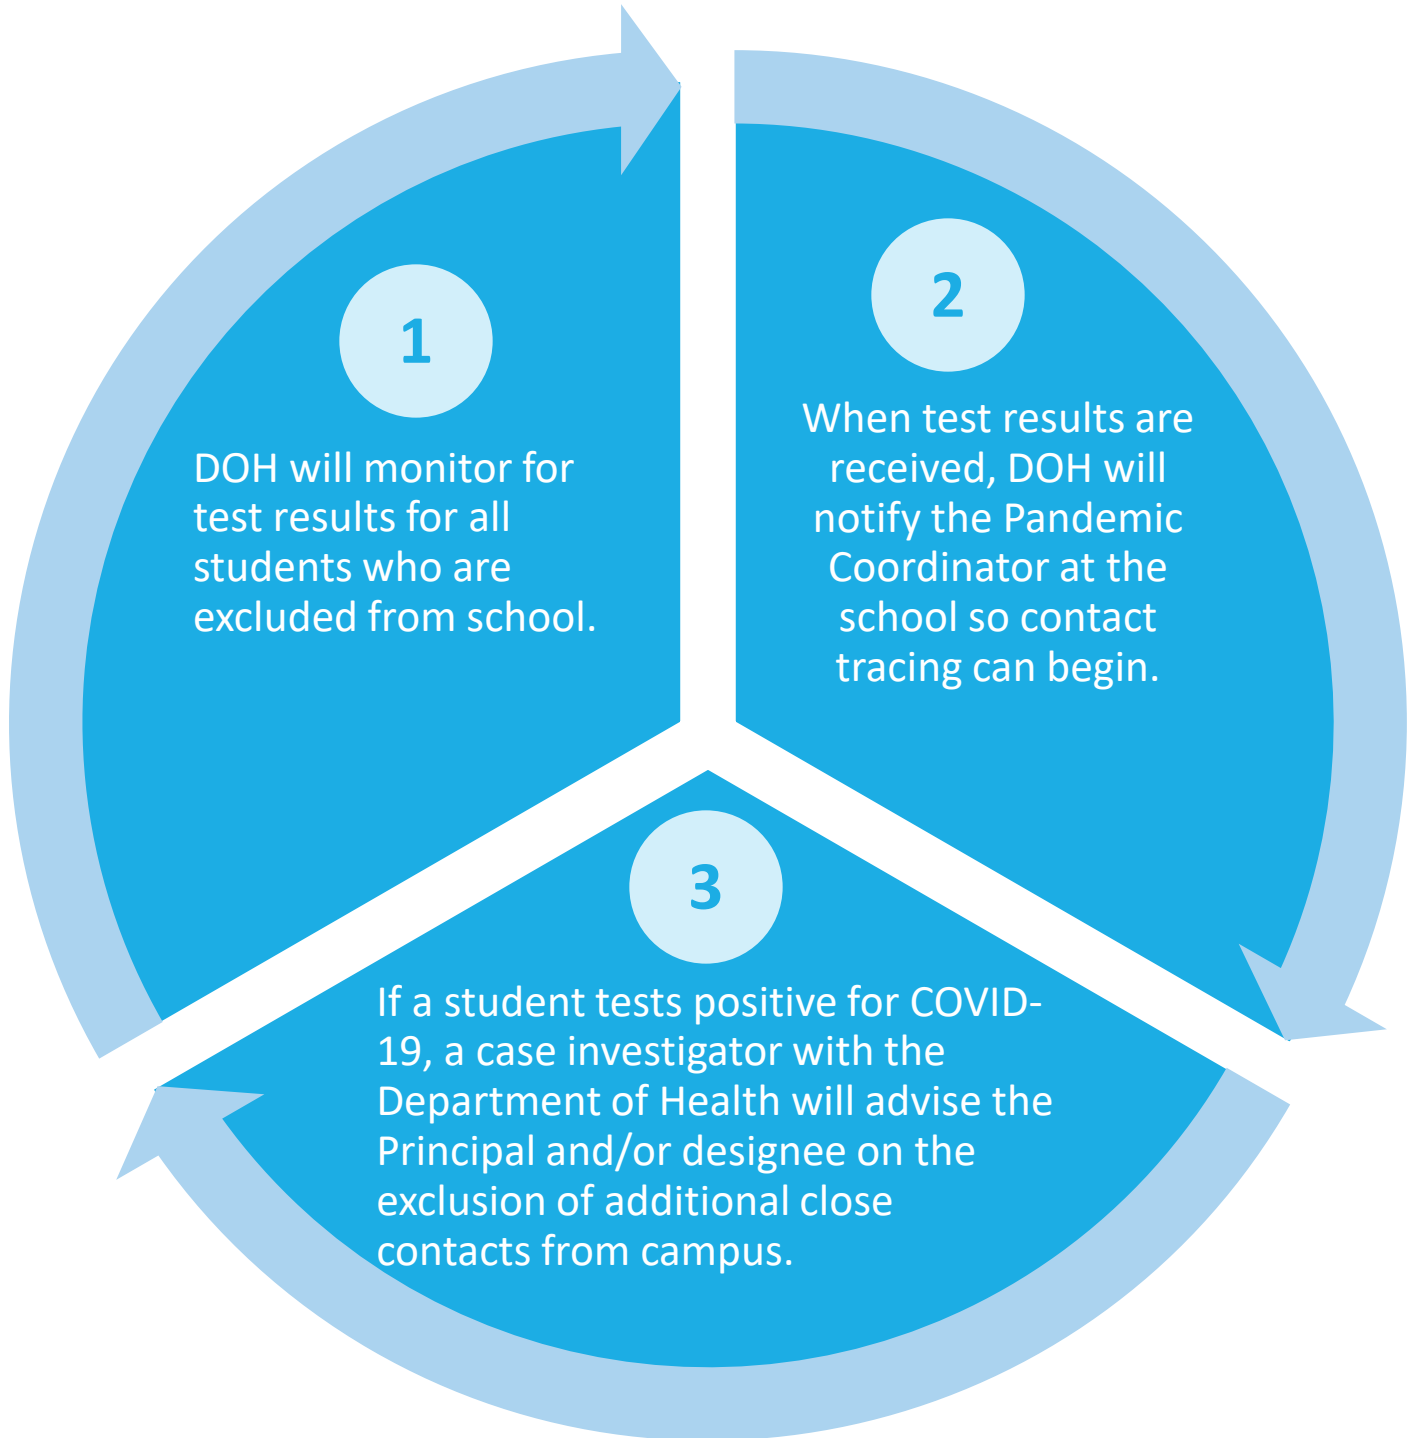 1
DOH will monitor for
test results for all
students who are
excluded from school.
2
When test results are
received, DOH will
notify the Pandemic
Coordinator at the
school so contact
tracing can begin.
3
If a student tests positive for COVID-
19, a case investigator with the
Department of Health will advise the
Principal and/or designee on the
exclusion of additional close
contacts from campus.